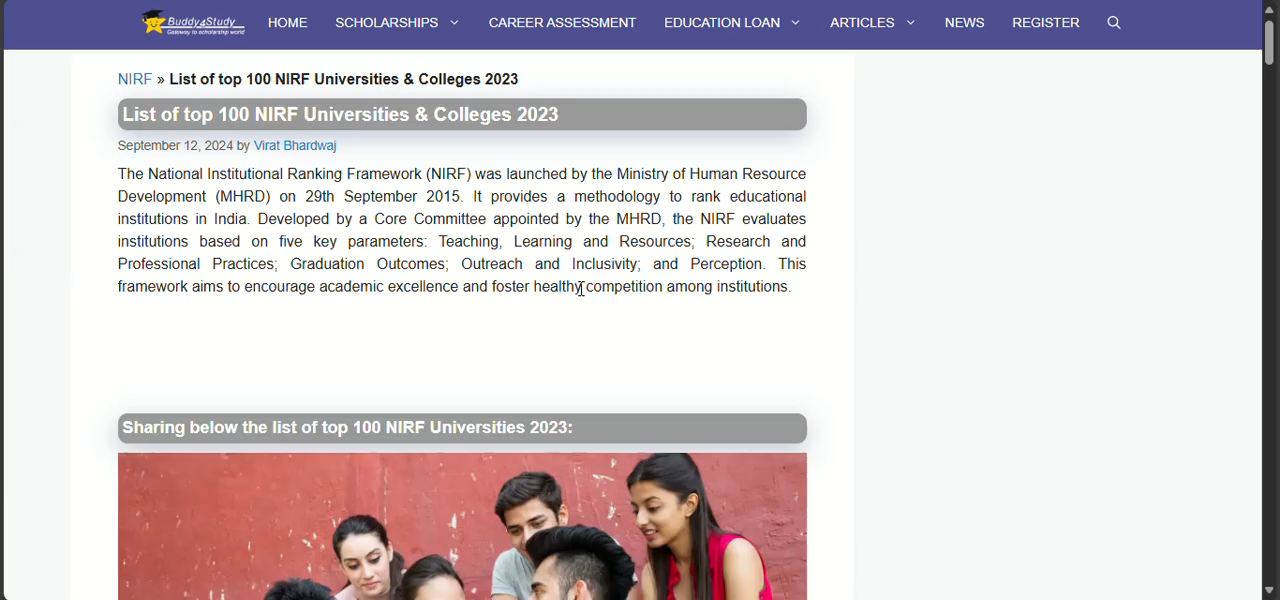 Buddy4Study
Gateway to scholarship world
HOME
SCHOLARSHIPS
CAREER ASSESSMENT
EDUCATION LOAN
ARTICLES
NEWS
REGISTER
NIRF » List of top 100 NIRF Universities & Colleges 2023
List of top 100 NIRF Universities & Colleges 2023
September 12, 2024 by Virat Bhardwaj
The National Institutional Ranking Framework (NIRF) was launched by the Ministry of Human Resource
Development (MHRD) on 29th September 2015. It provides a methodology to rank educational
institutions in India. Developed by a Core Committee appointed by the MHRD, the NIRF evaluates
institutions based on five key parameters: Teaching, Learning and Resources; Research and
Professional Practices; Graduation Outcomes; Outreach and Inclusivity; and Perception. This
framework aims to encourage academic excellence and foster healthy competition among institutions.
Sharing below the list of top 100 NIRF Universities 2023: